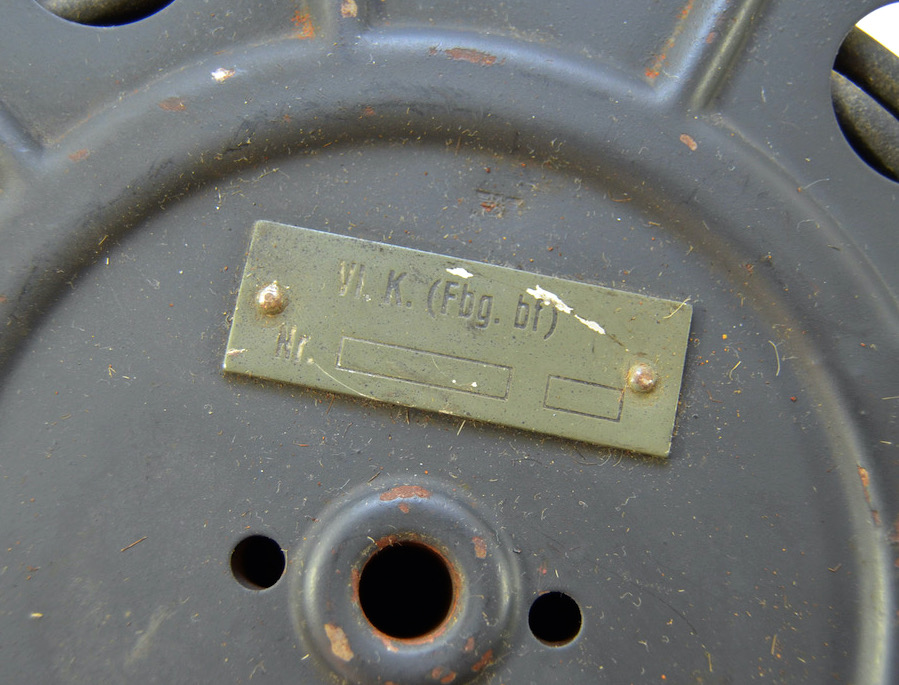 Vl. K. (Fbg. bf)
Nr.